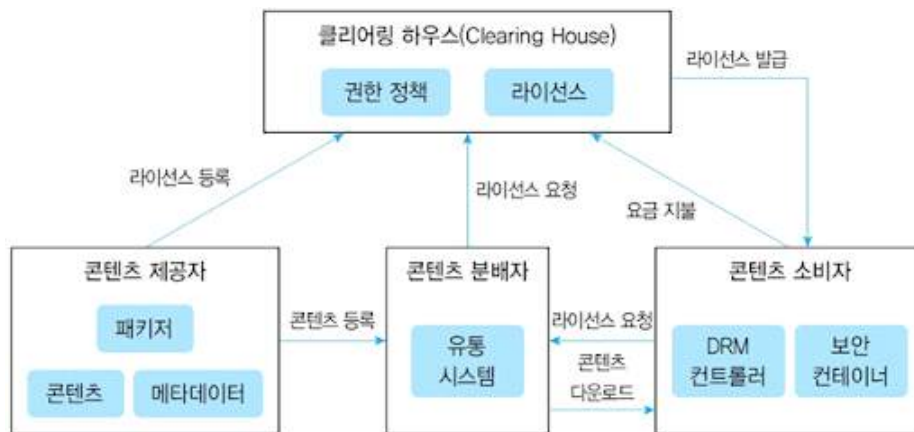 클리어링 하우스(Clearing House)
권한 정책
라이선스
라이선스 발급
라이선스 등록
라이선스 요청
요금 지불
콘텐츠 제공자
패키저
콘텐츠
메타데이터
콘텐츠 등록
콘텐츠 분배자
유통
시스템
라이선스 요청
콘텐츠
다운로드
콘텐츠 소비자
DRM
컨트롤러
보안
컨테이너